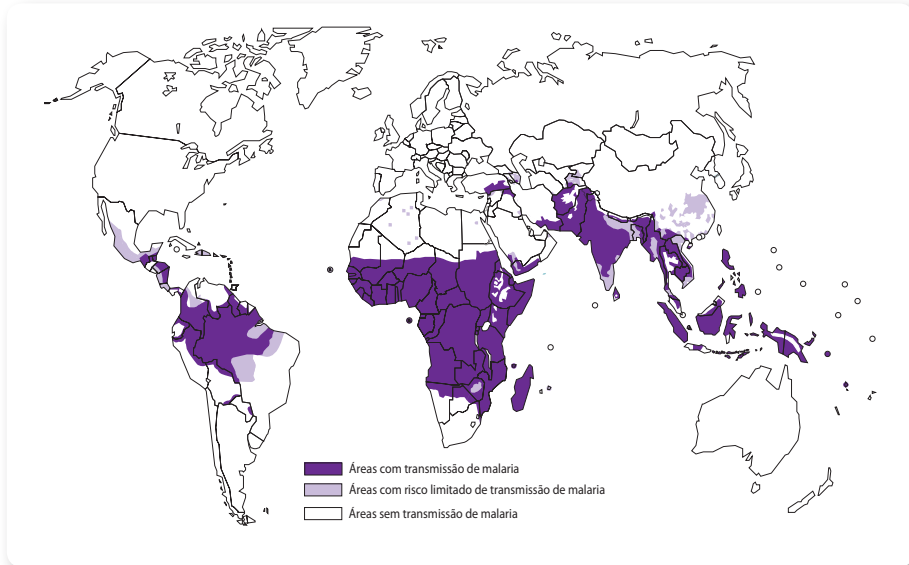 Áreas com transmissão de malaria
Áreas com risco limitado de transmissão de malaria
Áreas sem transmissão de malaria